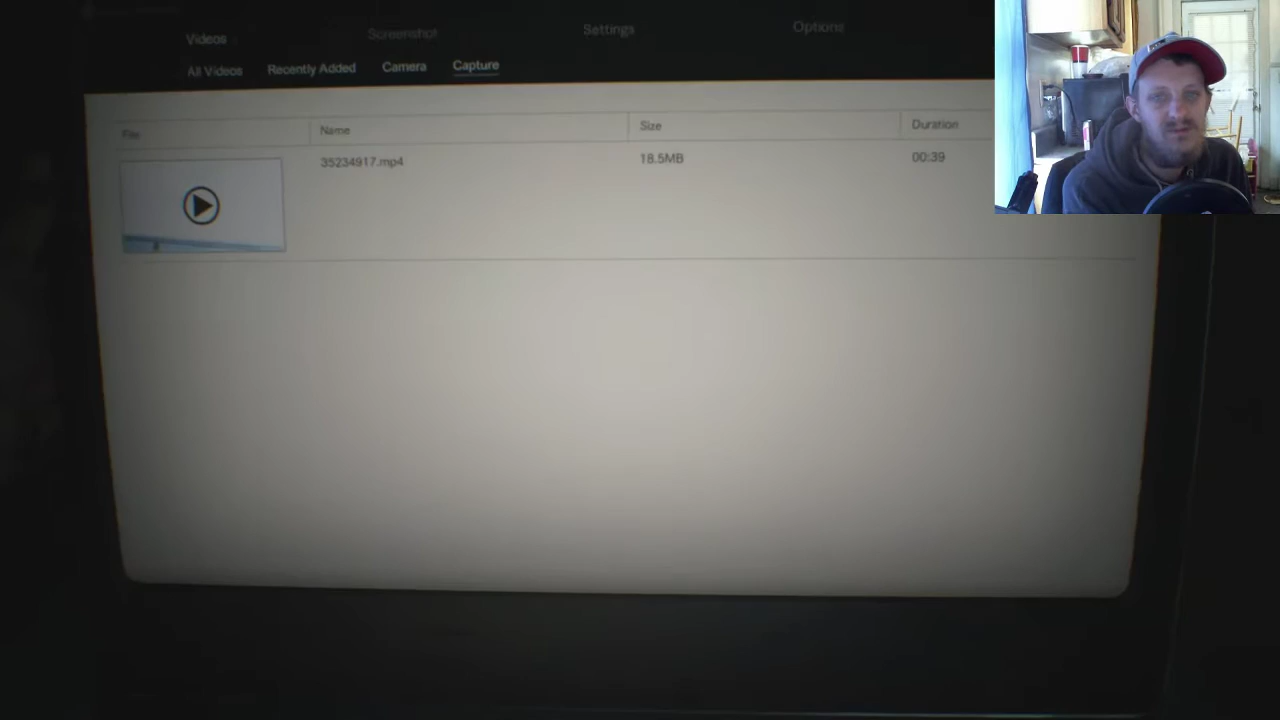 Videos Screenshot Settings Options
All Videos Recently Added Camera Capture
File Name Size Duration
35234917.mp4 18.5MB 00:39